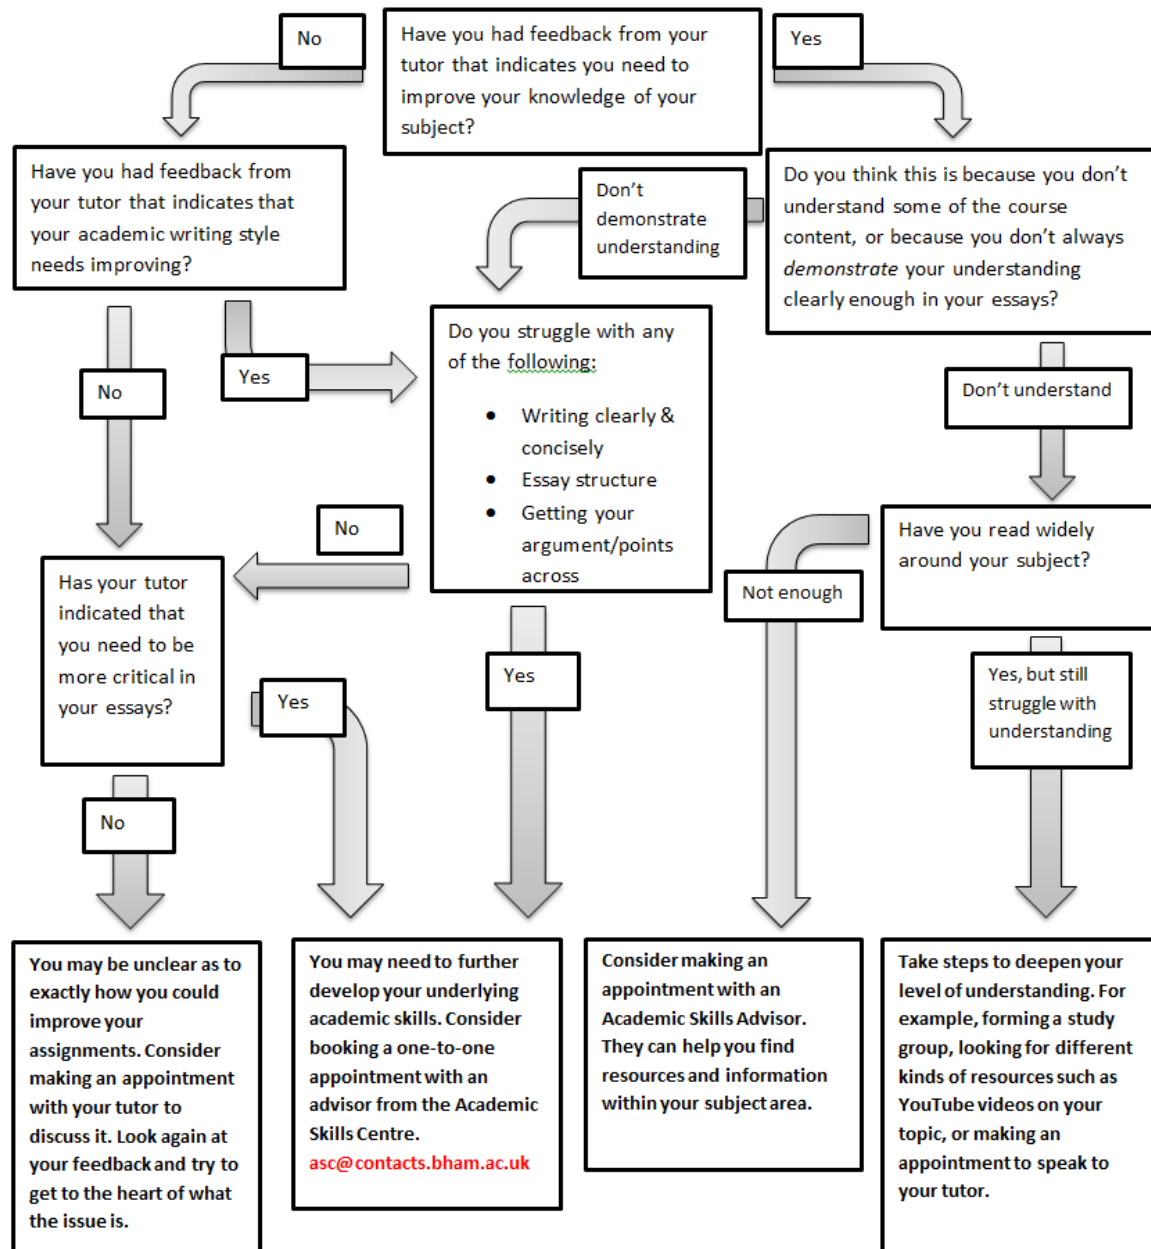 No
Have you had feedback from your
tutor that indicates you need to
improve your knowledge of your
subject?
Yes
Have you had feedback from
your tutor that indicates that
your academic writing style
needs improving?
Don't
demonstrate
understanding
Do you think this is because you don't
understand some of the course
content, or because you don't always
demonstrate your understanding
clearly enough in your essays?
No
Yes
Do you struggle with any
of the following:
• Writing clearly &
concisely
• Essay structure
• Getting your
argument/points
across
Don't understand
No
Have you read widely
around your subject?
Has your tutor
indicated that
you need to be
more critical in
your essays?
Not enough
Yes
Yes
Yes, but still
struggle with
understanding
No
You may be unclear as to
exactly how you could
improve your
assignments. Consider
making an appointment
with your tutor to
discuss it. Look again at
your feedback and try to
get to the heart of what
the issue is.
You may need to further
develop your underlying
academic skills. Consider
booking a one-to-one
appointment with an
advisor from the Academic
Skills Centre.
asc@contacts.bham.ac.uk
Consider making an
appointment with an
Academic Skills Advisor.
They can help you find
resources and information
within your subject area.
Take steps to deepen your
level of understanding. For
example, forming a study
group, looking for different
kinds of resources such as
YouTube videos on your
topic, or making an
appointment to speak to
your tutor.